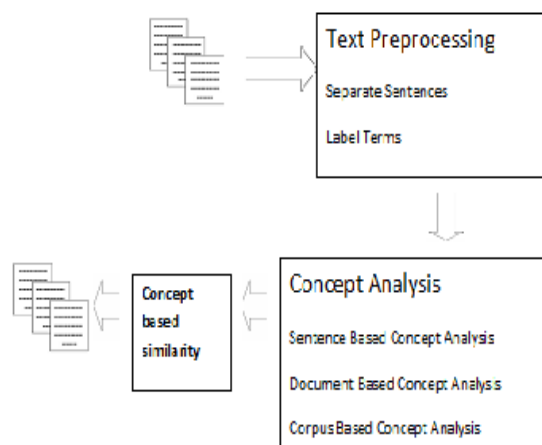 Text Preprocessing
Separate Sentences
Label Terms
Concept Analysis
Sentence Based Concept Analysis
Document Based Concept Analysis
Corpus Based Concept Analysis
Concept
based
similarity